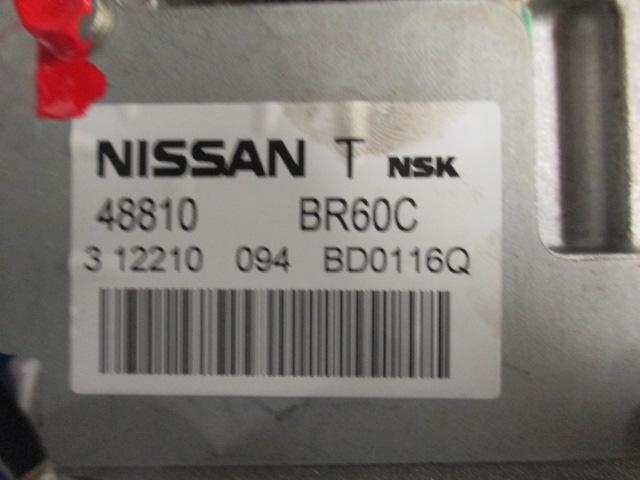 NISSAN T NSK
48810 BR60C
3 12210 094 BD0116Q